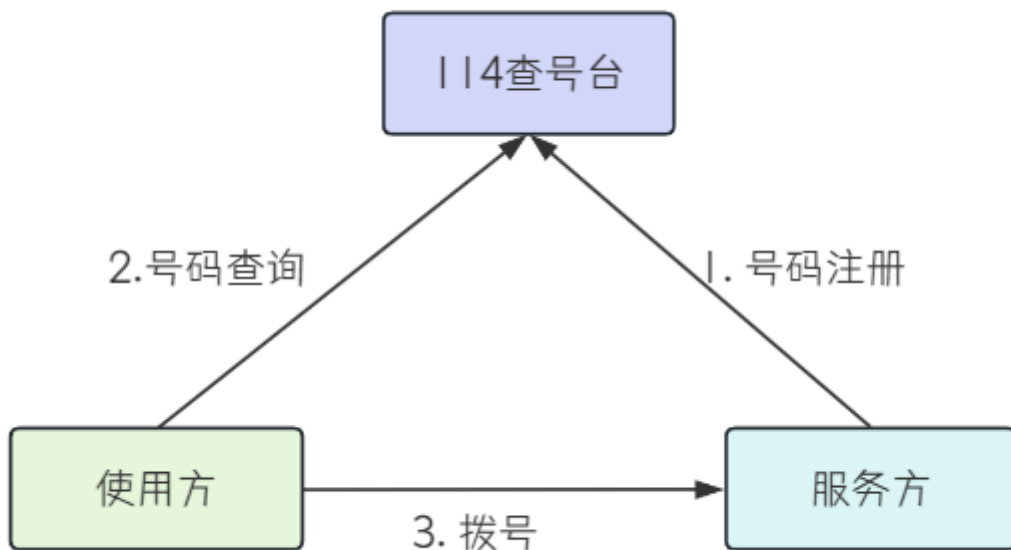 114查号台
2.号码查询
1. 号码注册
使用方
服务方
3. 拨号